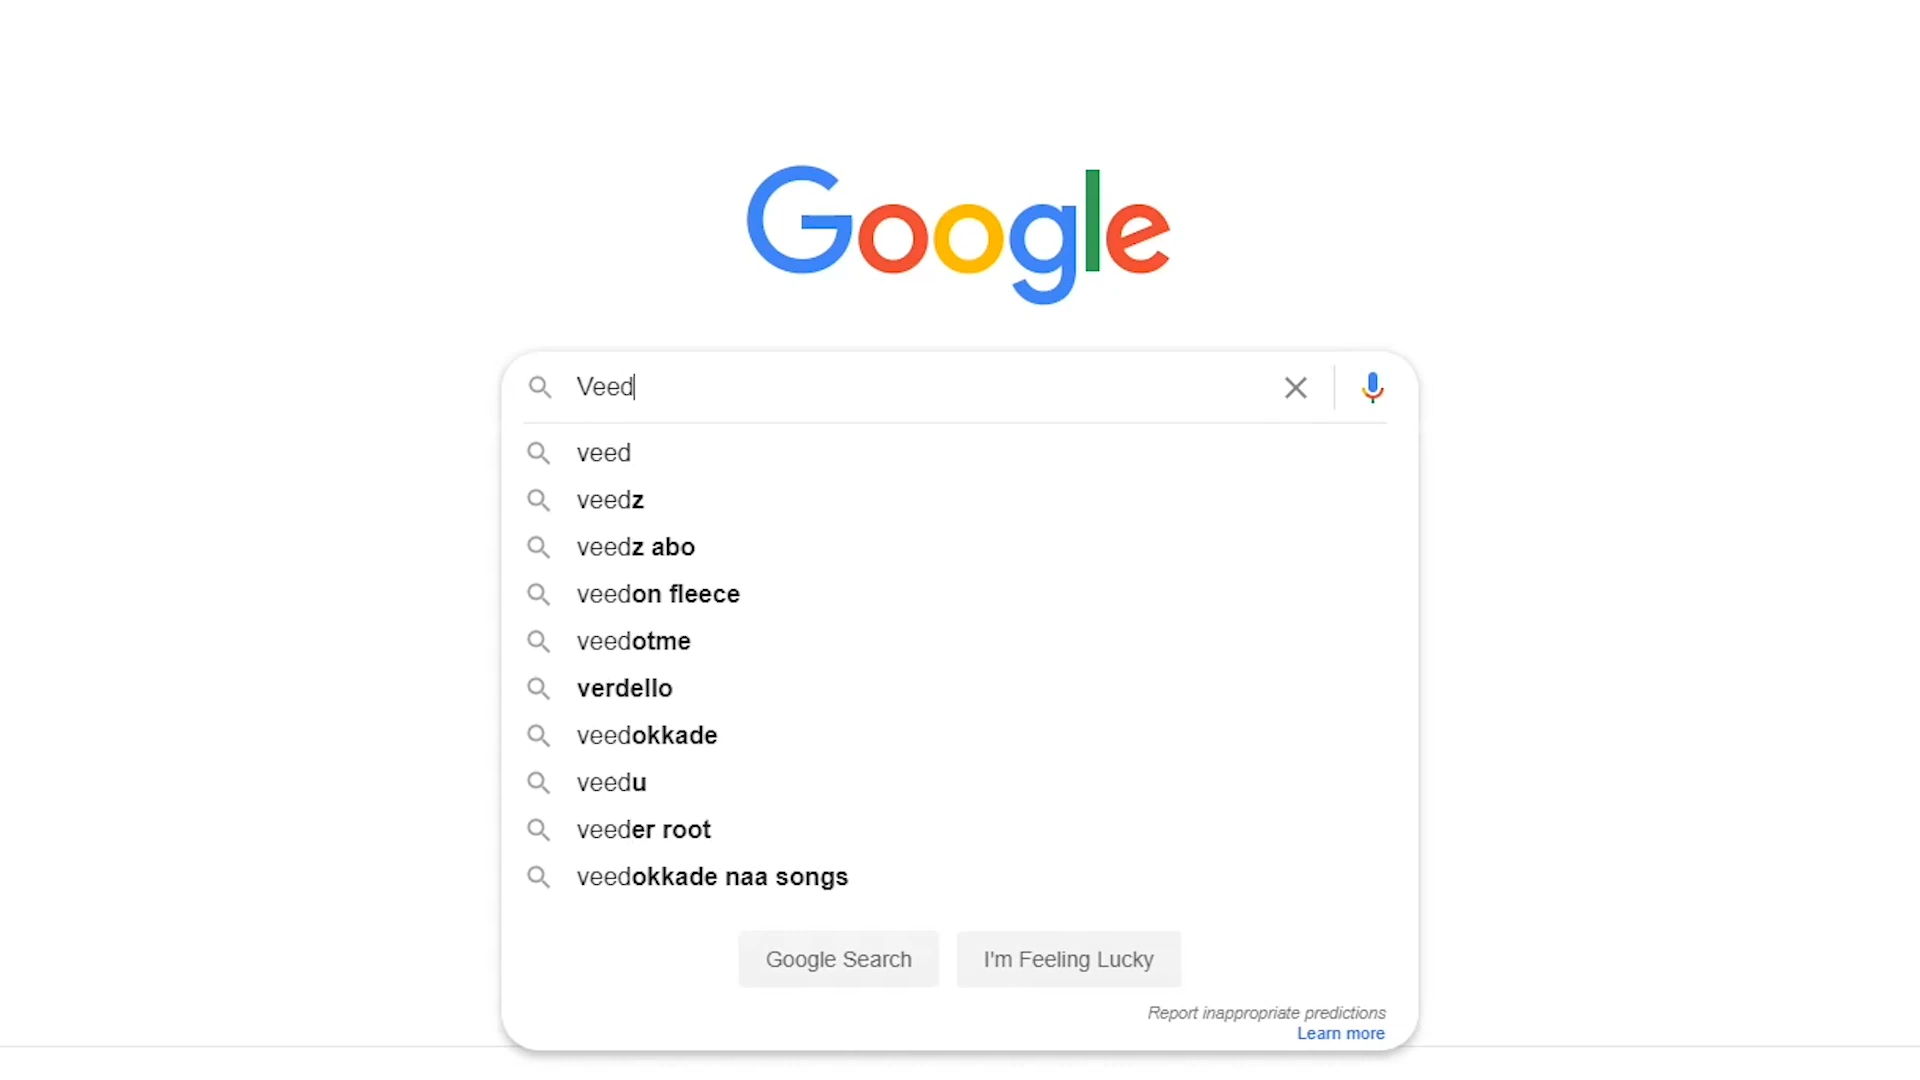 Google
Veed
veed
veedz
veedz abo
veedon fleece
veedotme
verdello
veedokkade
veedu
veeder root
veedokkade naa songs
Google Search
I'm Feeling Lucky
Report inappropriate predictions
Learn more